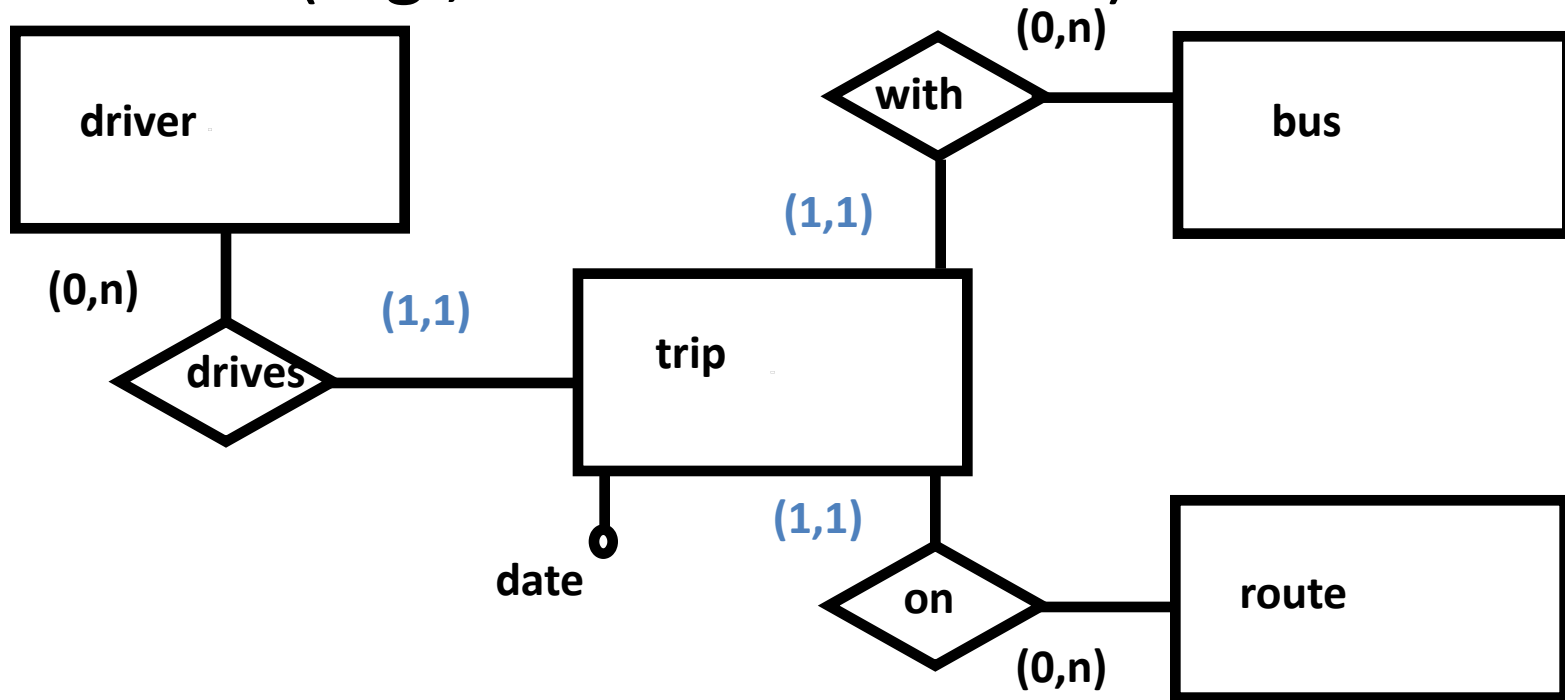 (0,n)
driver
with
bus
(1,1)
(0,n)
(1,1)
trip
drives
(1,1)
date
on
route
(0,n)